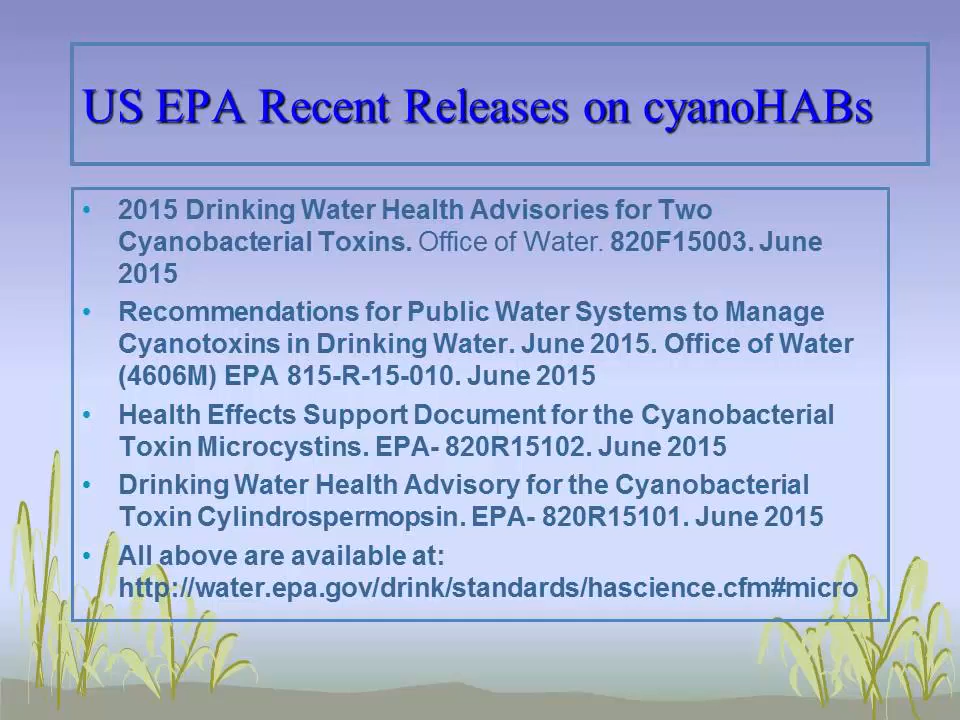 US EPA Recent Releases on cyanoHABs
• 2015 Drinking Water Health Advisories for Two
Cyanobacterial Toxins. Office of Water. 820F15003. June
2015
• Recommendations for Public Water Systems to Manage
Cyanotoxins in Drinking Water. June 2015. Office of Water
(4606M) EPA 815-R-15-010. June 2015
• Health Effects Support Document for the Cyanobacterial
Toxin Microcystins. EPA- 820R15102. June 2015
• Drinking Water Health Advisory for the Cyanobacterial
Toxin Cylindrospermopsin. EPA- 820R15101. June 2015
• All above are available at:
http://water.epa.gov/drink/standards/hascience.cfm#micro